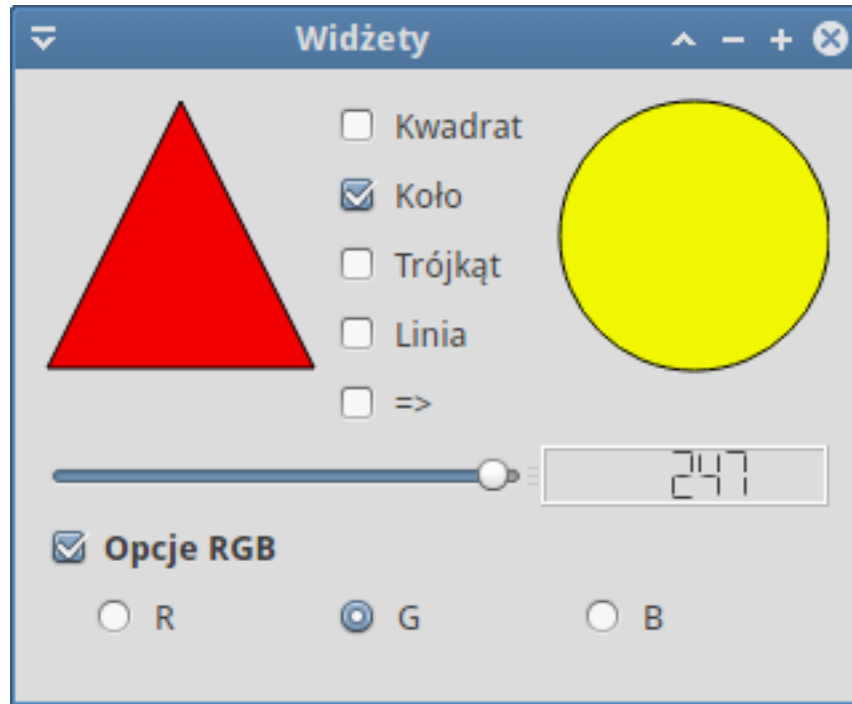 Widżety
Kwadrat
Koło
Trójkąt
Linia
=>
247
Opcje RGB
R G B